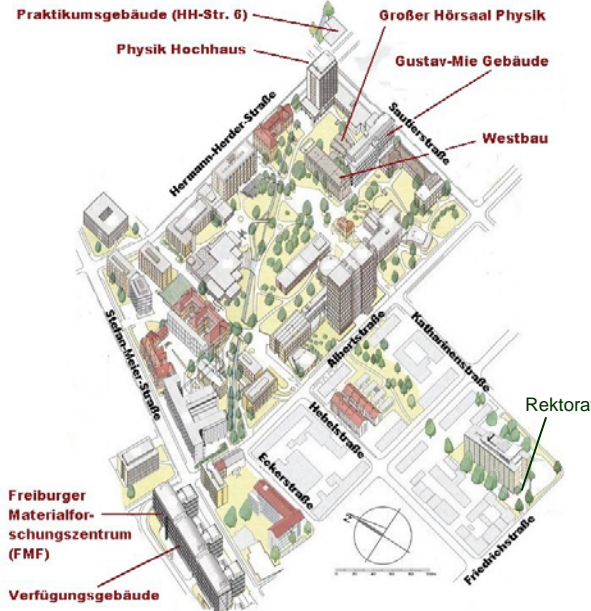 Praktikumsgebäude (HH-Str. 6)
Großer Hörsaal Physik
Physik Hochhaus
Gustav-Mie Gebäude
Sautierstraße
Hermann-Herder-Straße
Westbau
Stefan-Meier-Straße
Albertstraße
Katharinenstraße
Hebelstraße
Rektora
Eckerstraße
Freiburger
Materialfor-
schungszentrum
(FMF)
Friedrichstraße
Verfügungsgebäude